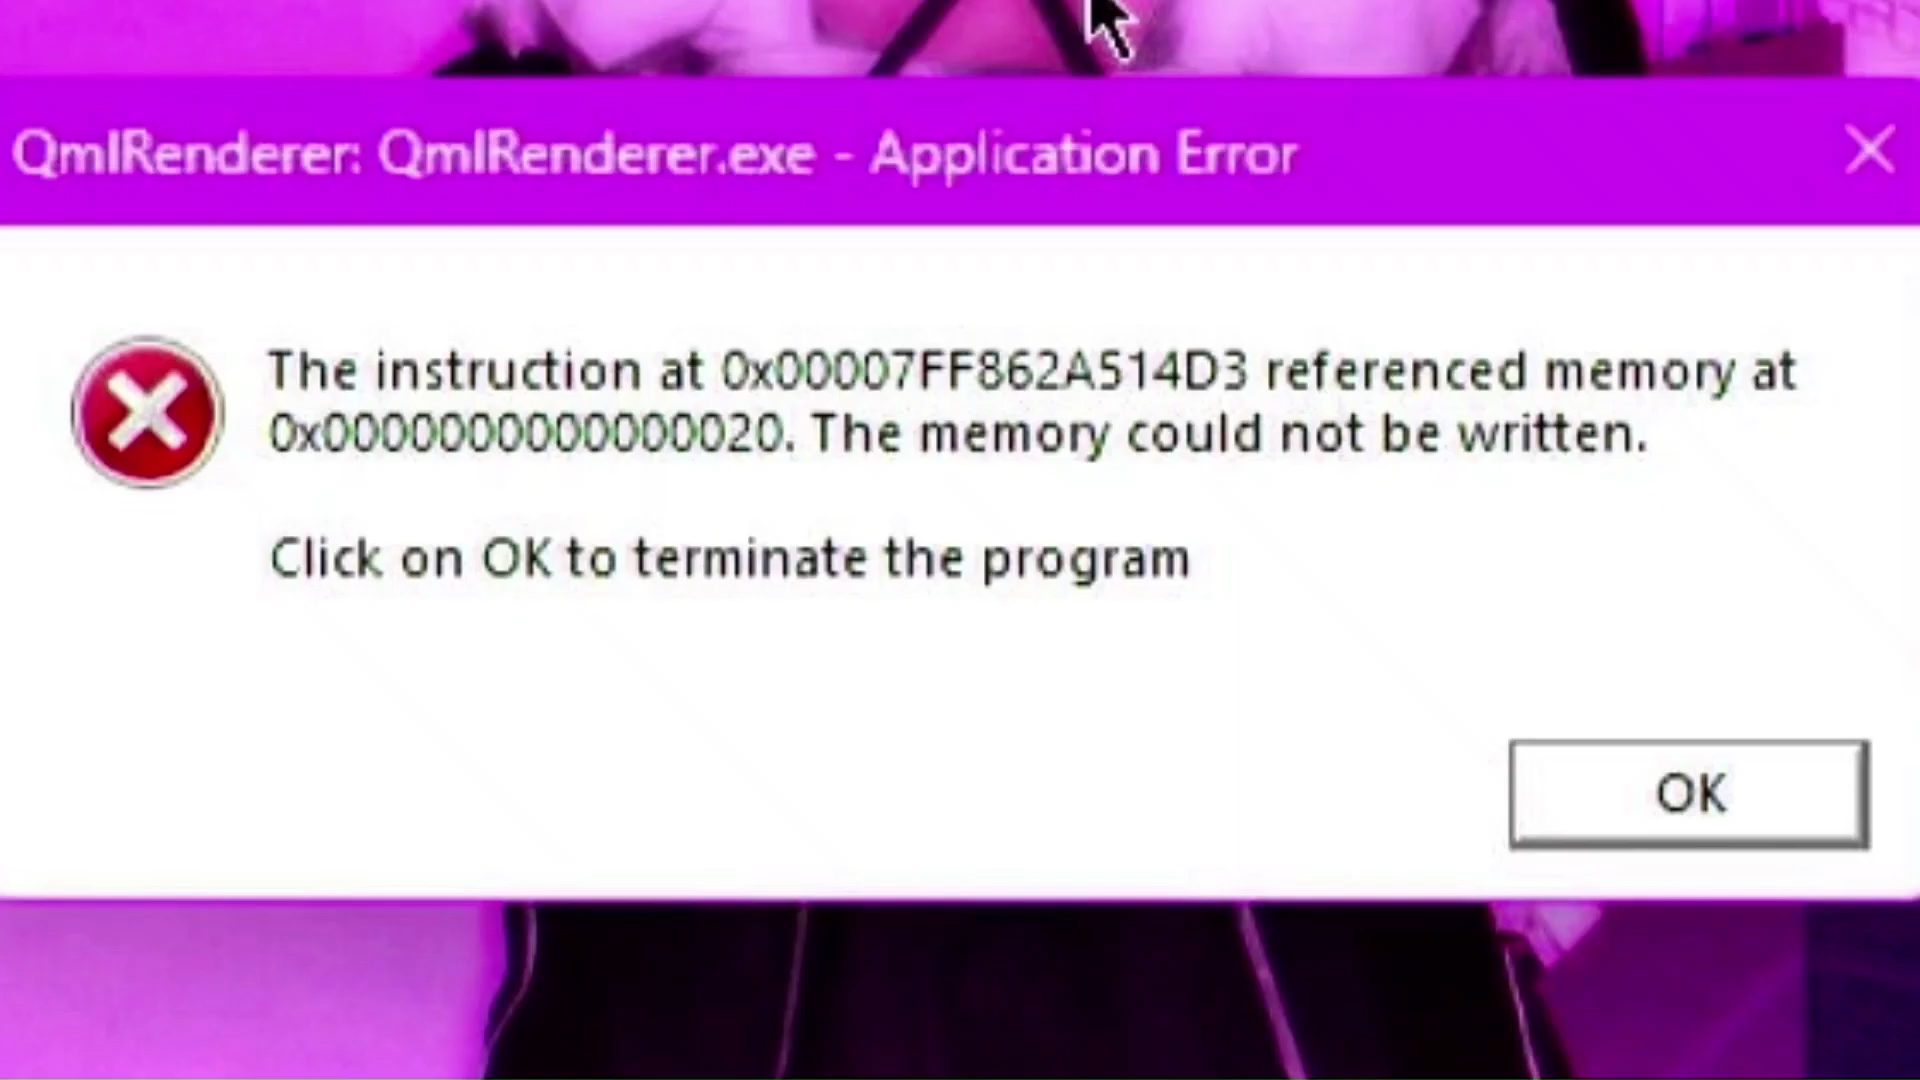 QmlRenderer: QmlRenderer.exe - Application Error
The instruction at 0x00007FF862A514D3 referenced memory at
0x0000000000000020. The memory could not be written.
Click on OK to terminate the program
OK